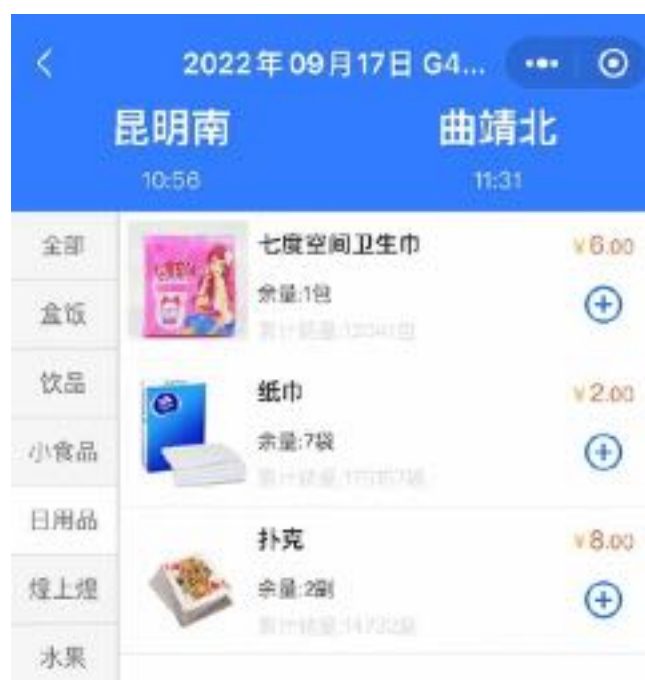 2022年09月17日 G4...
昆明南
曲靖北
10:56
11:31
全部
盒饭
饮品
小食品
日用品
煌上煌
水果
七度空间卫生巾
¥6.00
余量:1包
纸巾
¥2.00
余量:7袋
扑克
¥8.00
余量:2副